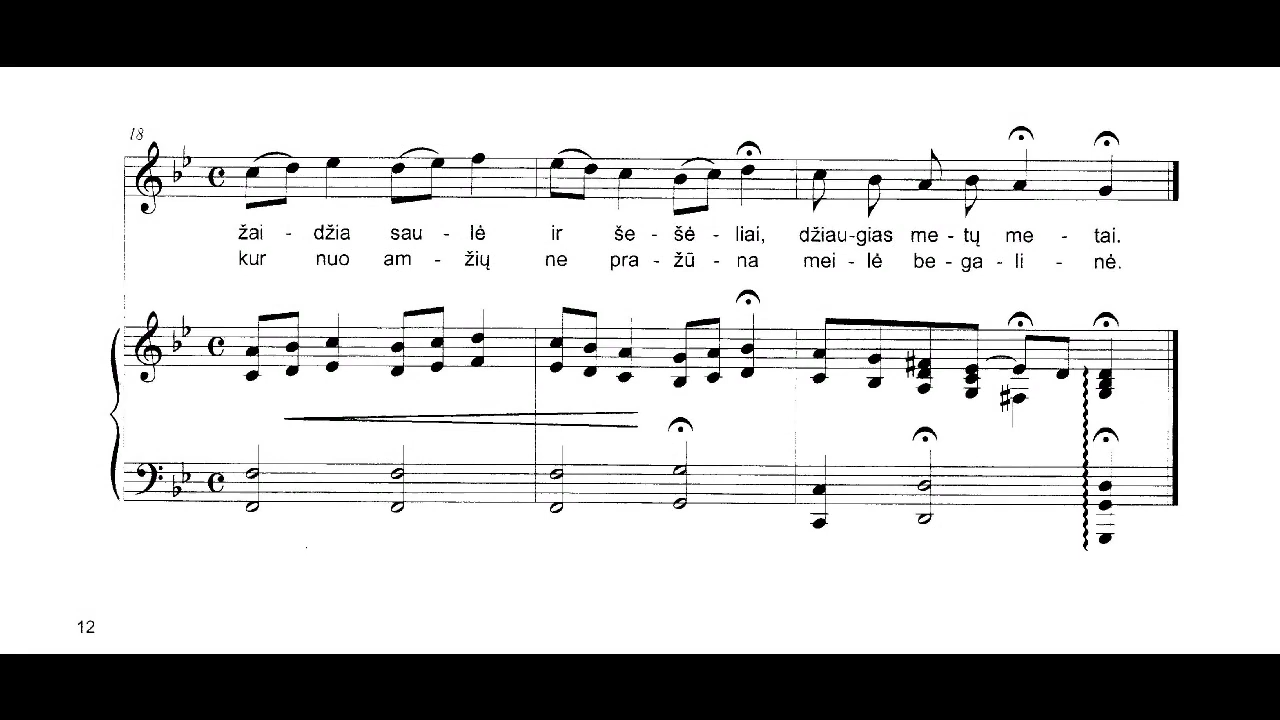 18
žai - džia sau - lė ir še - šė - liai, džiau-gias me - tų me - tai.
kur nuo am - žių ne pra - žū - na mei - lė be - ga - li - nė.
12